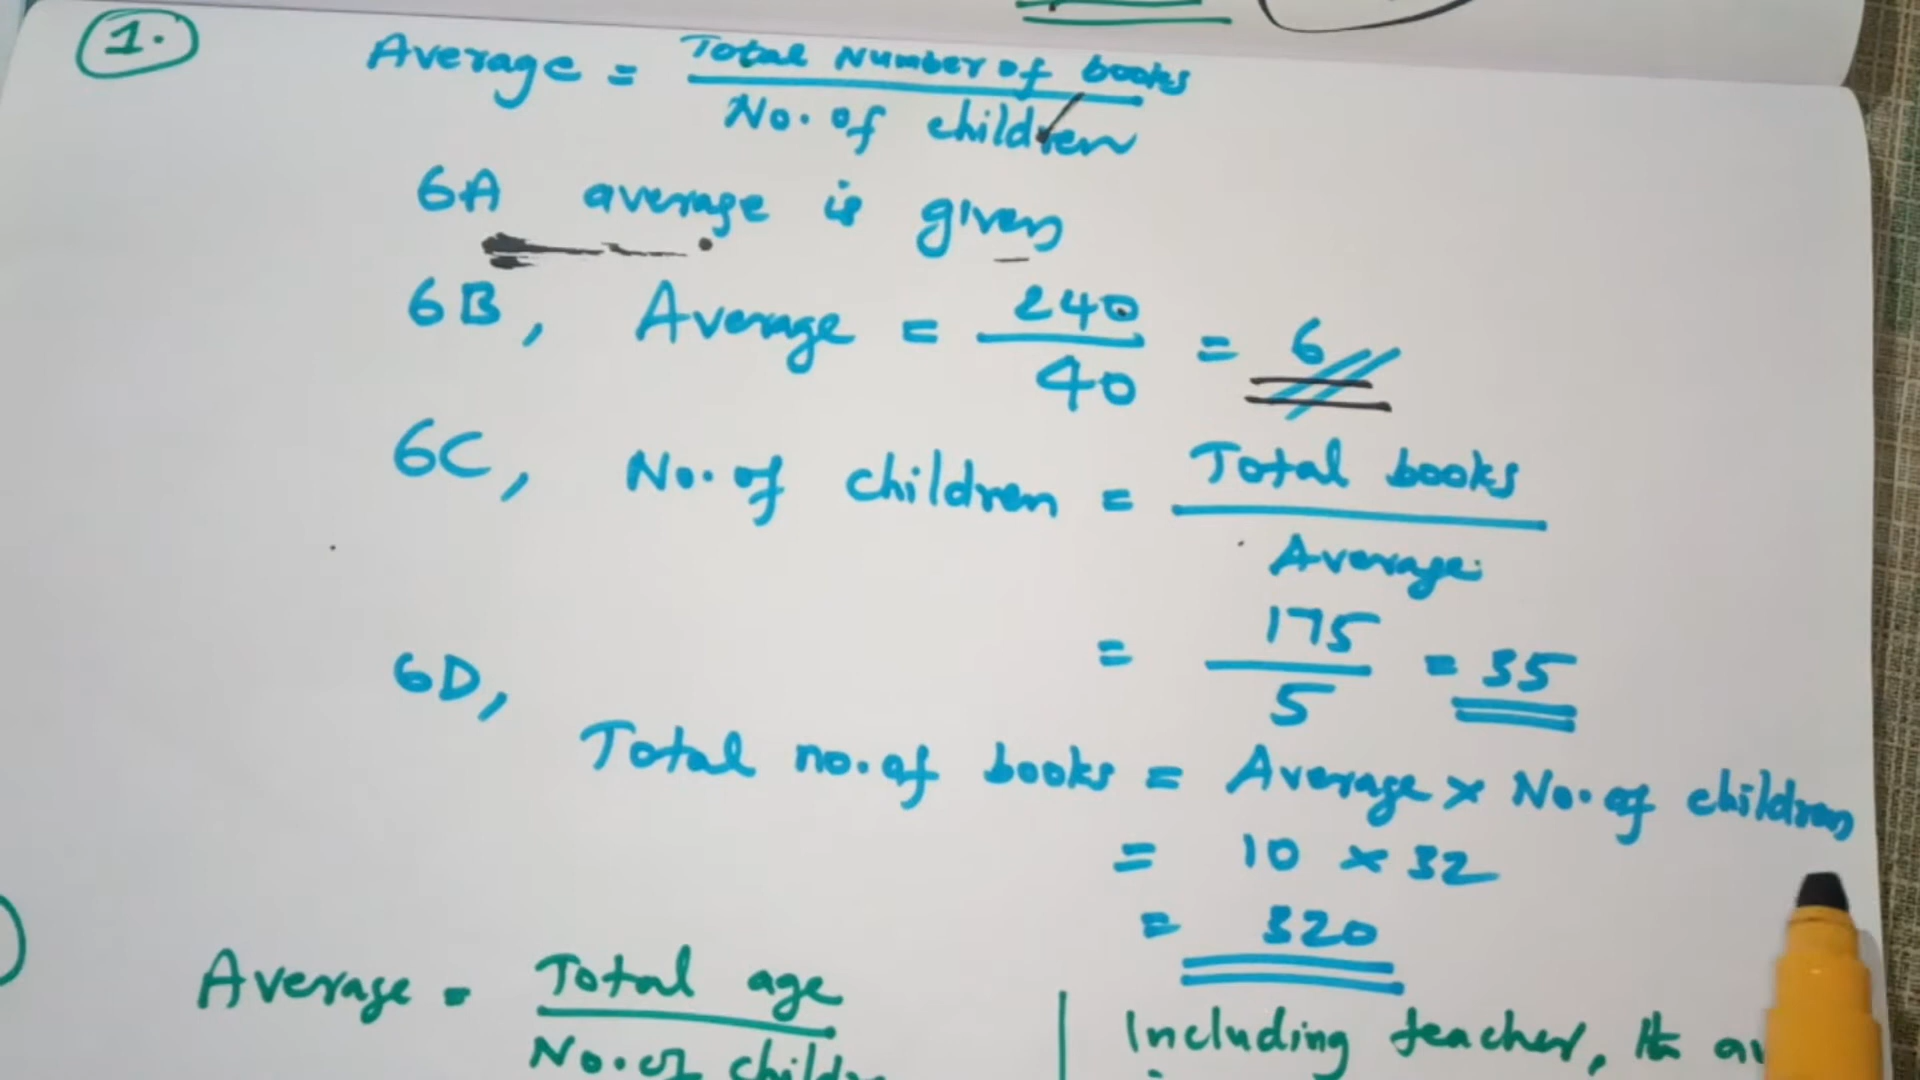 1.
Average = Total Number of books
No. of children
6A average is given
6B, Average = 240
40
= 6
6C, No. of children = Total books
Average
= 175
5
= 35
6D,
Total no. of books = Average × No. of children
= 10 × 32
= 320
Average = Total age
No. of
Including teacher,